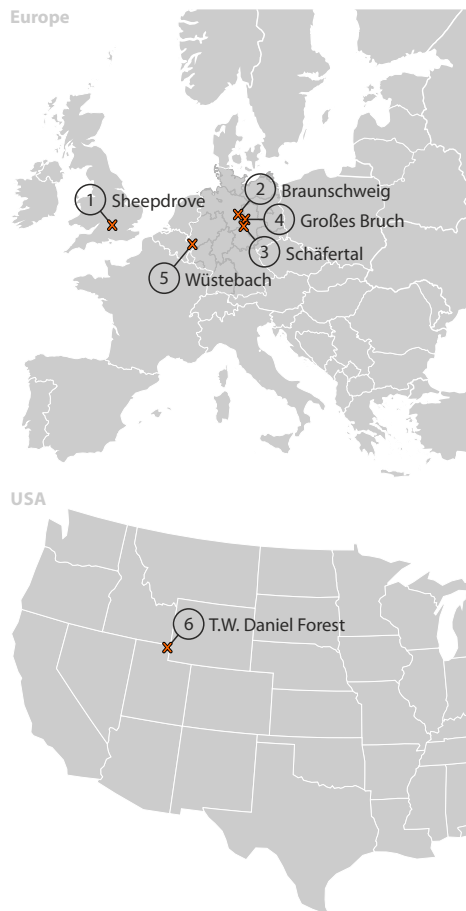 Europe
1 Sheepdrove
2 Braunschweig
4 Großes Bruch
3 Schäfertal
5 Wüstebach
USA
6 T.W. Daniel Forest